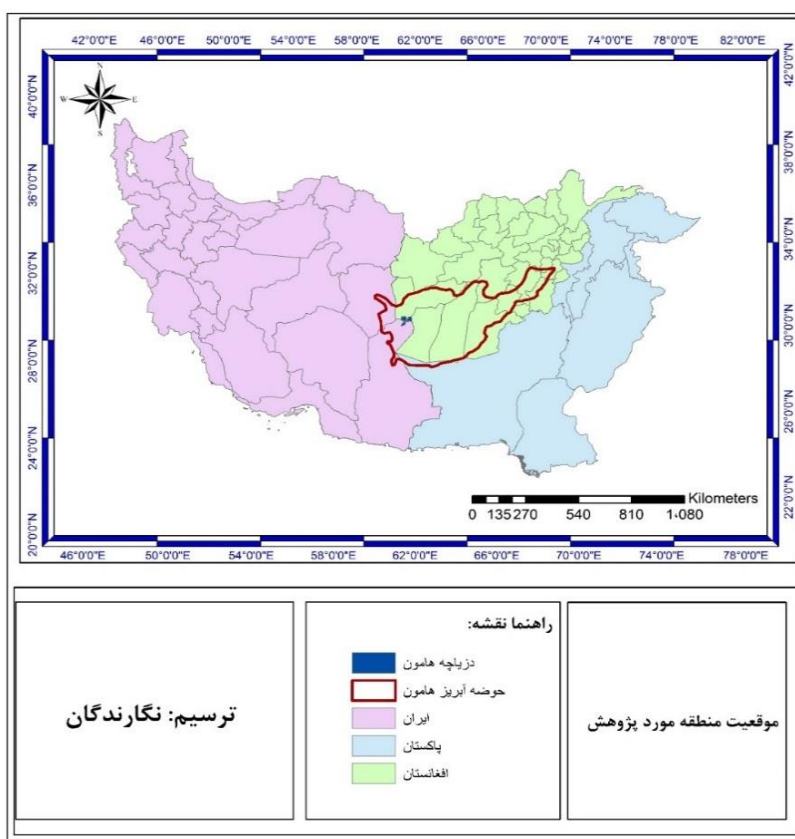 42°0'0"E 46°0'0"E 50°0'0"E 54°0'0"E 58°0'0"E 62°0'0"E 66°0'0"E 70°0'0"E 74°0'0"E 78°0'0"E 82°0'0"E
N
W E
S
40°0'0"N
36°0'0"N
32°0'0"N
28°0'0"N
24°0'0"N
20°0'0"N
42°0'0"N
38°0'0"N
34°0'0"N
30°0'0"N
26°0'0"N
22°0'0"N
Kilometers
0 135 270 540 810 1٠080
46°0'0"E 50°0'0"E 54°0'0"E 58°0'0"E 62°0'0"E 66°0'0"E 70°0'0"E 74°0'0"E 78°0'0"E
موقعیت منطقه مورد پژوهش
راهنما نقشه:
دزیاچه هامون
حوضه آبریز هامون
ایران
پاکستان
افغانستان
ترسیم: نگارندگان